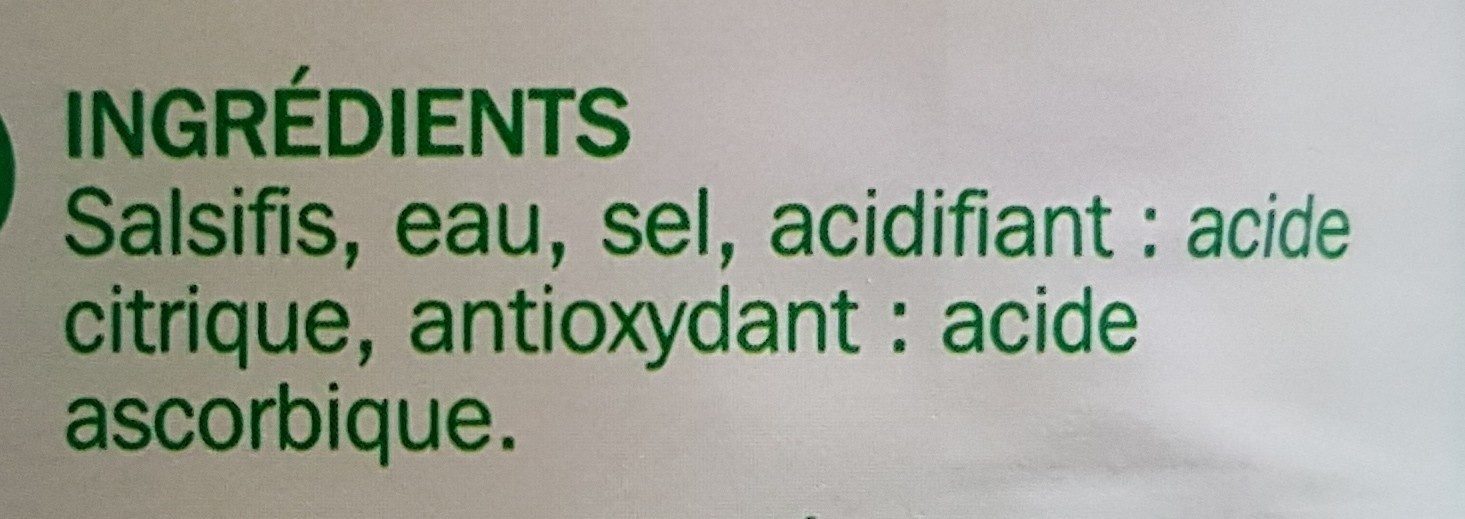 INGRÉDIENTS
Salsifis, eau, sel, acidifiant : acide
citrique, antioxydant : acide
ascorbique.